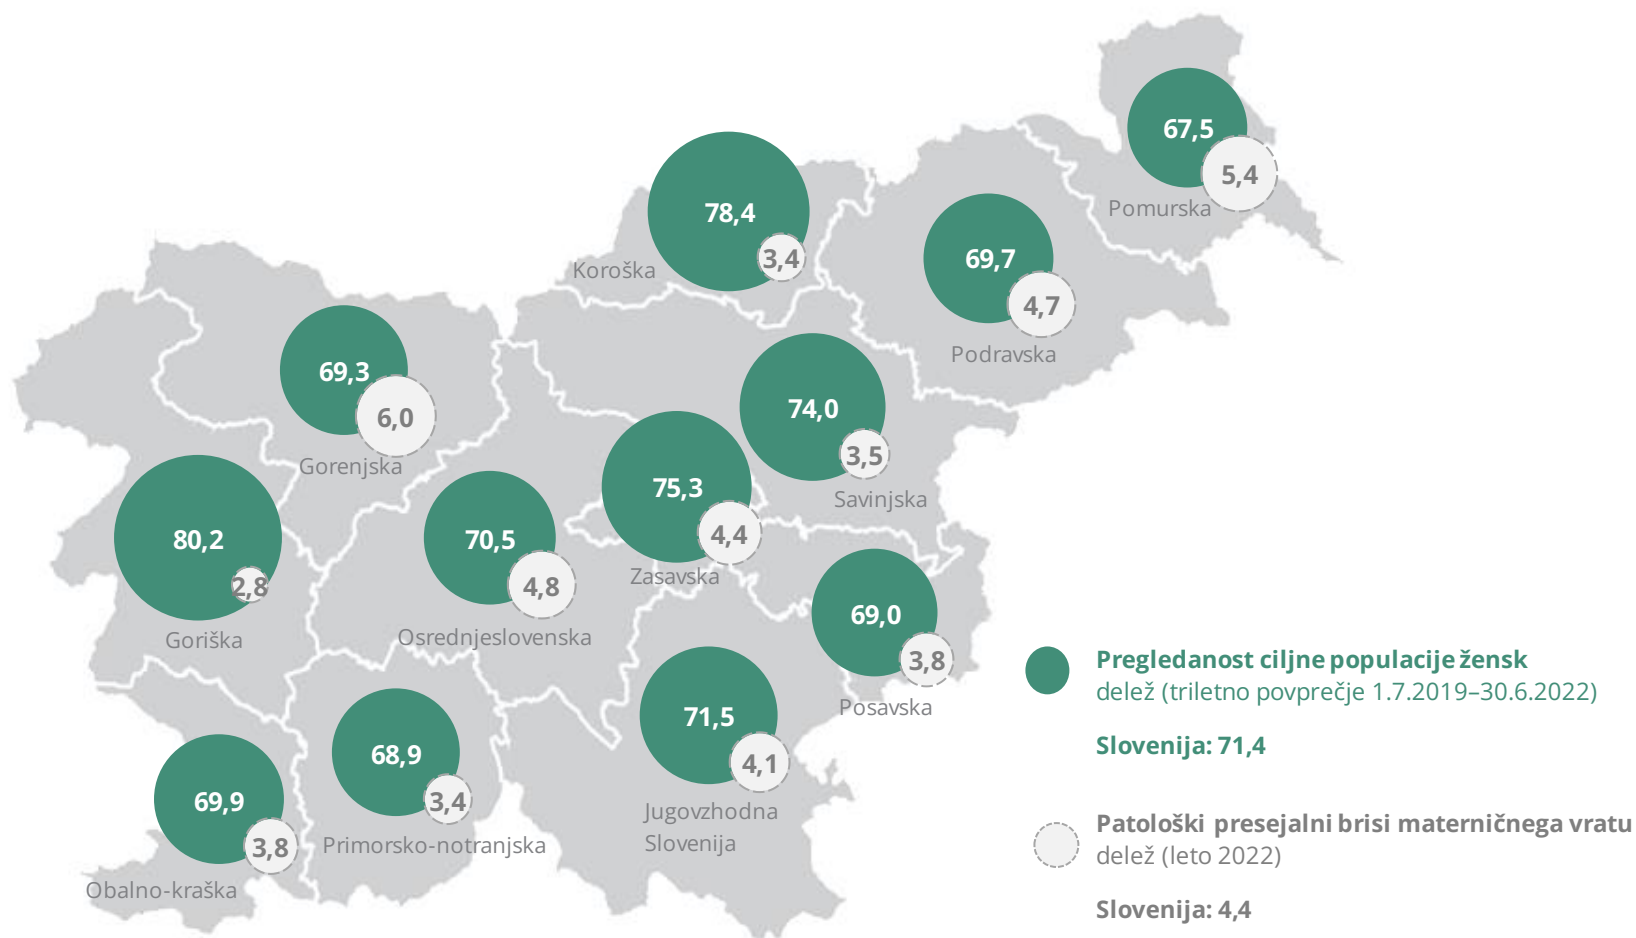 67,5
5,4
Pomurska
78,4
3,4
Koroška
69,7
4,7
Podravska
69,3
6,0
Gorenjska
74,0
3,5
Savinjska
75,3
4,4
Zasavska
80,2
2,8
Goriška
70,5
4,8
Osrednjeslovenska
69,0
3,8
Posavska
71,5
4,1
Jugovzhodna
Slovenija
68,9
3,4
Primorsko-notranjska
69,9
3,8
Obalno-kraška
Pregledanost ciljne populacije žensk
delež (triletno povprečje 1.7.2019–30.6.2022)
Slovenija: 71,4
Patološki presejalni brisi materničnega vratu
delež (leto 2022)
Slovenija: 4,4